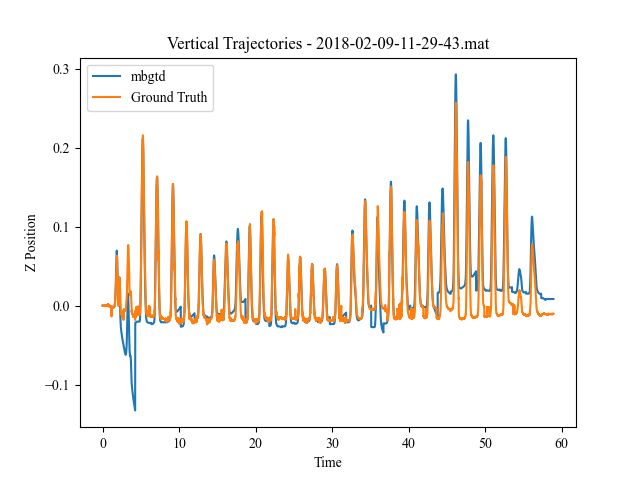 Vertical Trajectories - 2018-02-09-11-29-43.mat
mbgtd
Ground Truth
0.3
0.2
0.1
0.0
−0.1
Z Position
0 10 20 30 40 50 60
Time